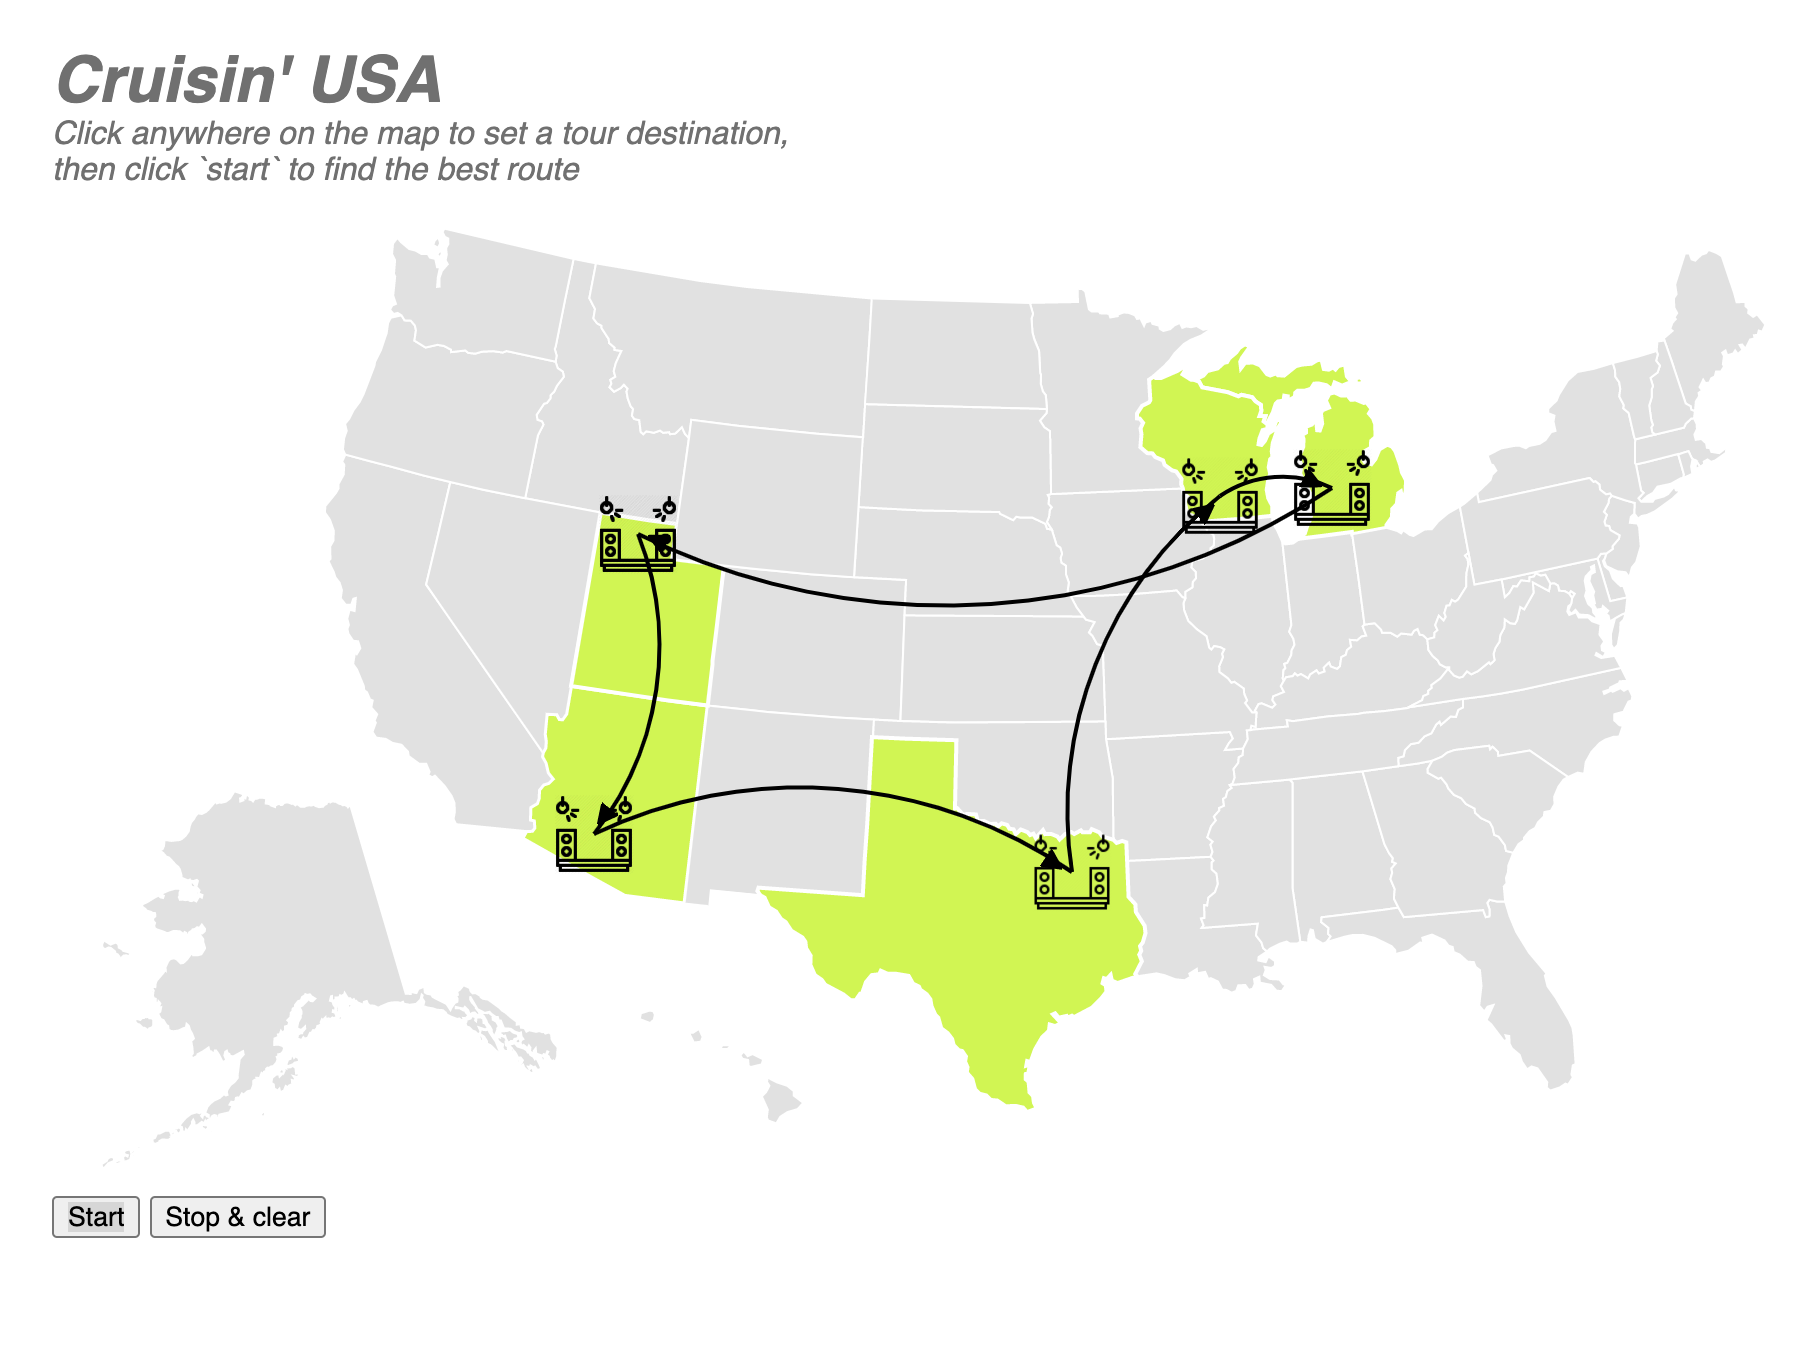 Cruisin' USA
Click anywhere on the map to set a tour destination,
then click `start` to find the best route
Start
Stop & clear